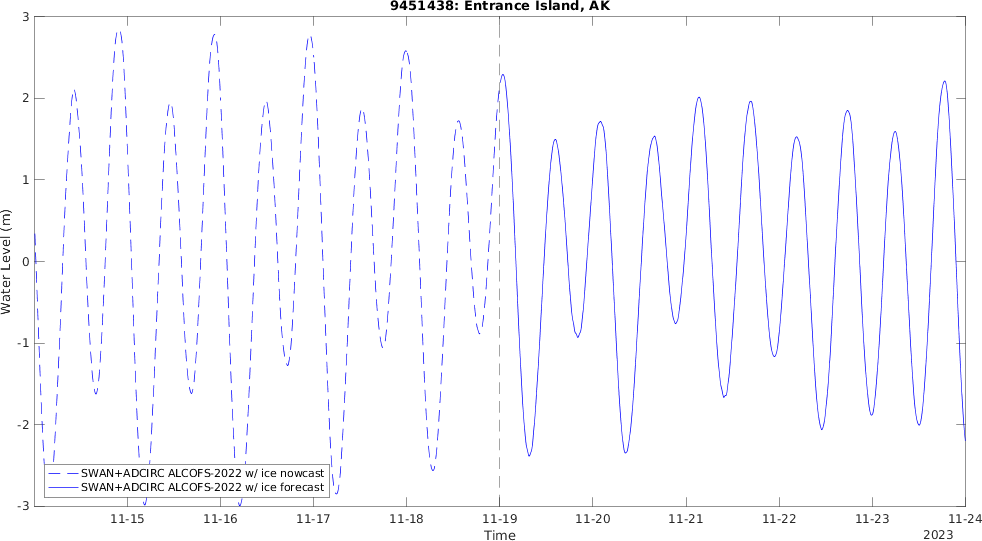 9451438: Entrance Island, AK
3
2
1
0
-1
-2
-3
Water Level (m)
SWAN+ADCIRC ALCOFS-2022 w/ ice nowcast
SWAN+ADCIRC ALCOFS-2022 w/ ice forecast
11-15 11-16 11-17 11-18 11-19 11-20 11-21 11-22 11-23 11-24
Time
2023